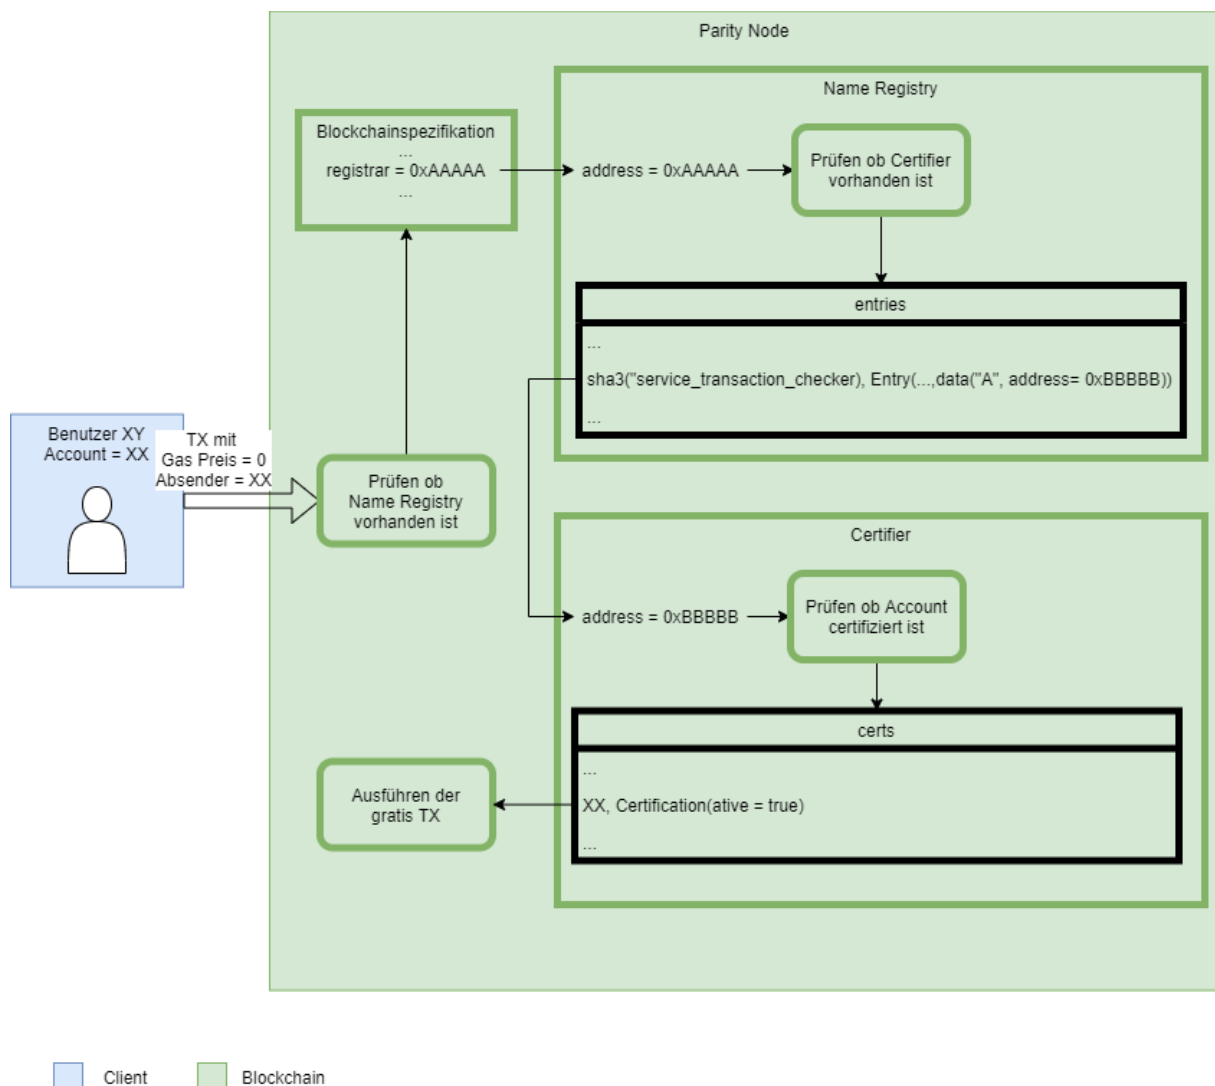 Parity Node
Name Registry
Blockchainspezifikation
...
registrar = 0xAAAAA
...
address = 0xAAAAA
Prüfen ob Certifier
vorhanden ist
entries
...
sha3("service_transaction_checker), Entry(...,data("A", address= 0xBBBBB))
...
Benutzer XY
Account = XX
TX mit
Gas Preis = 0
Absender = XX
Prüfen ob
Name Registry
vorhanden ist
Certifier
address = 0xBBBBB
Prüfen ob Account
certifiziert ist
certs
...
XX, Certification(ative = true)
...
Ausführen der
gratis TX
Client
Blockchain